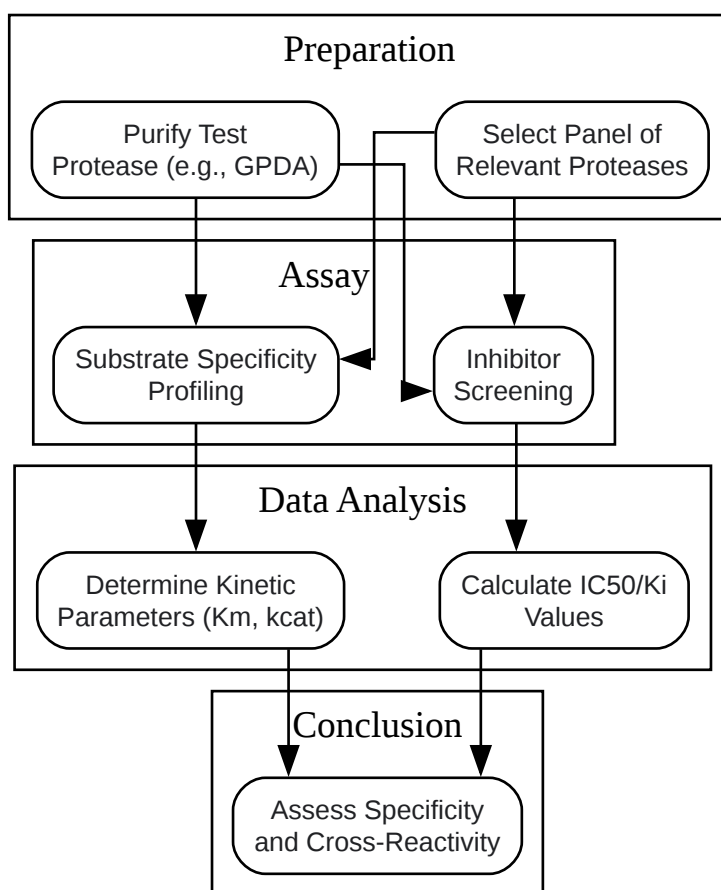 Preparation
Purify Test
Protease (e.g., GPDA)
Select Panel of
Relevant Proteases
Assay
Substrate Specificity
Profiling
Inhibitor
Screening
Data Analysis
Determine Kinetic
Parameters (Km, kcat)
Calculate IC50/Ki
Values
Conclusion
Assess Specificity
and Cross-Reactivity